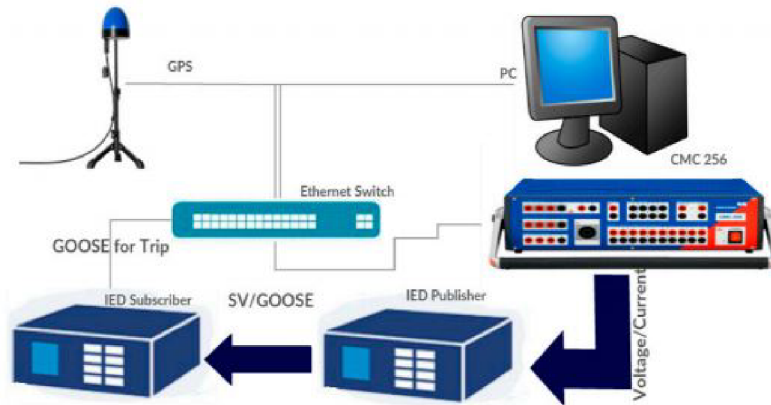 GPS
PC
CMC 256
Ethernet Switch
GOOSE for Trip
IED Subscriber
SV/GOOSE
IED Publisher
Voltage/Current